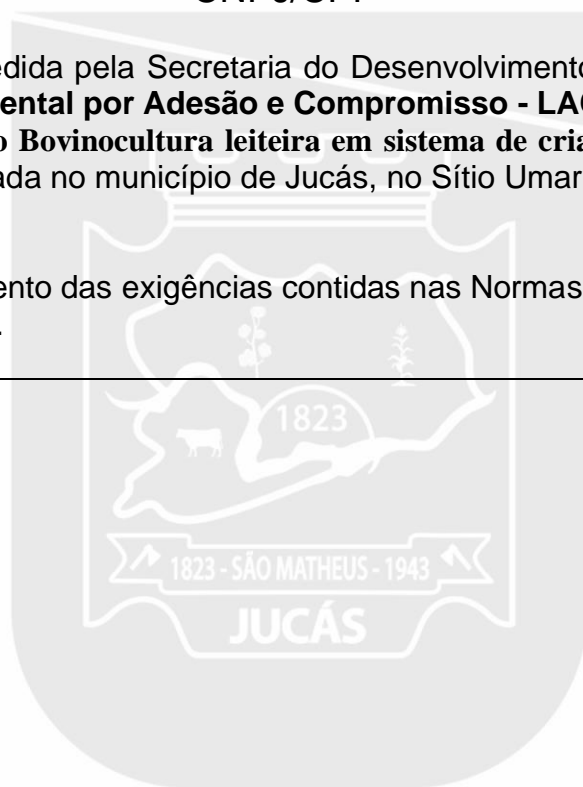 edida pela Secretaria do Desenvolvimento
ental por Adesão e Compromisso - LAC
o Bovinocultura leiteira em sistema de cria
ada no município de Jucás, no Sítio Umar
ento das exigências contidas nas Normas
1823
1823 - SÃO MATHEUS - 1943
JUCÁS